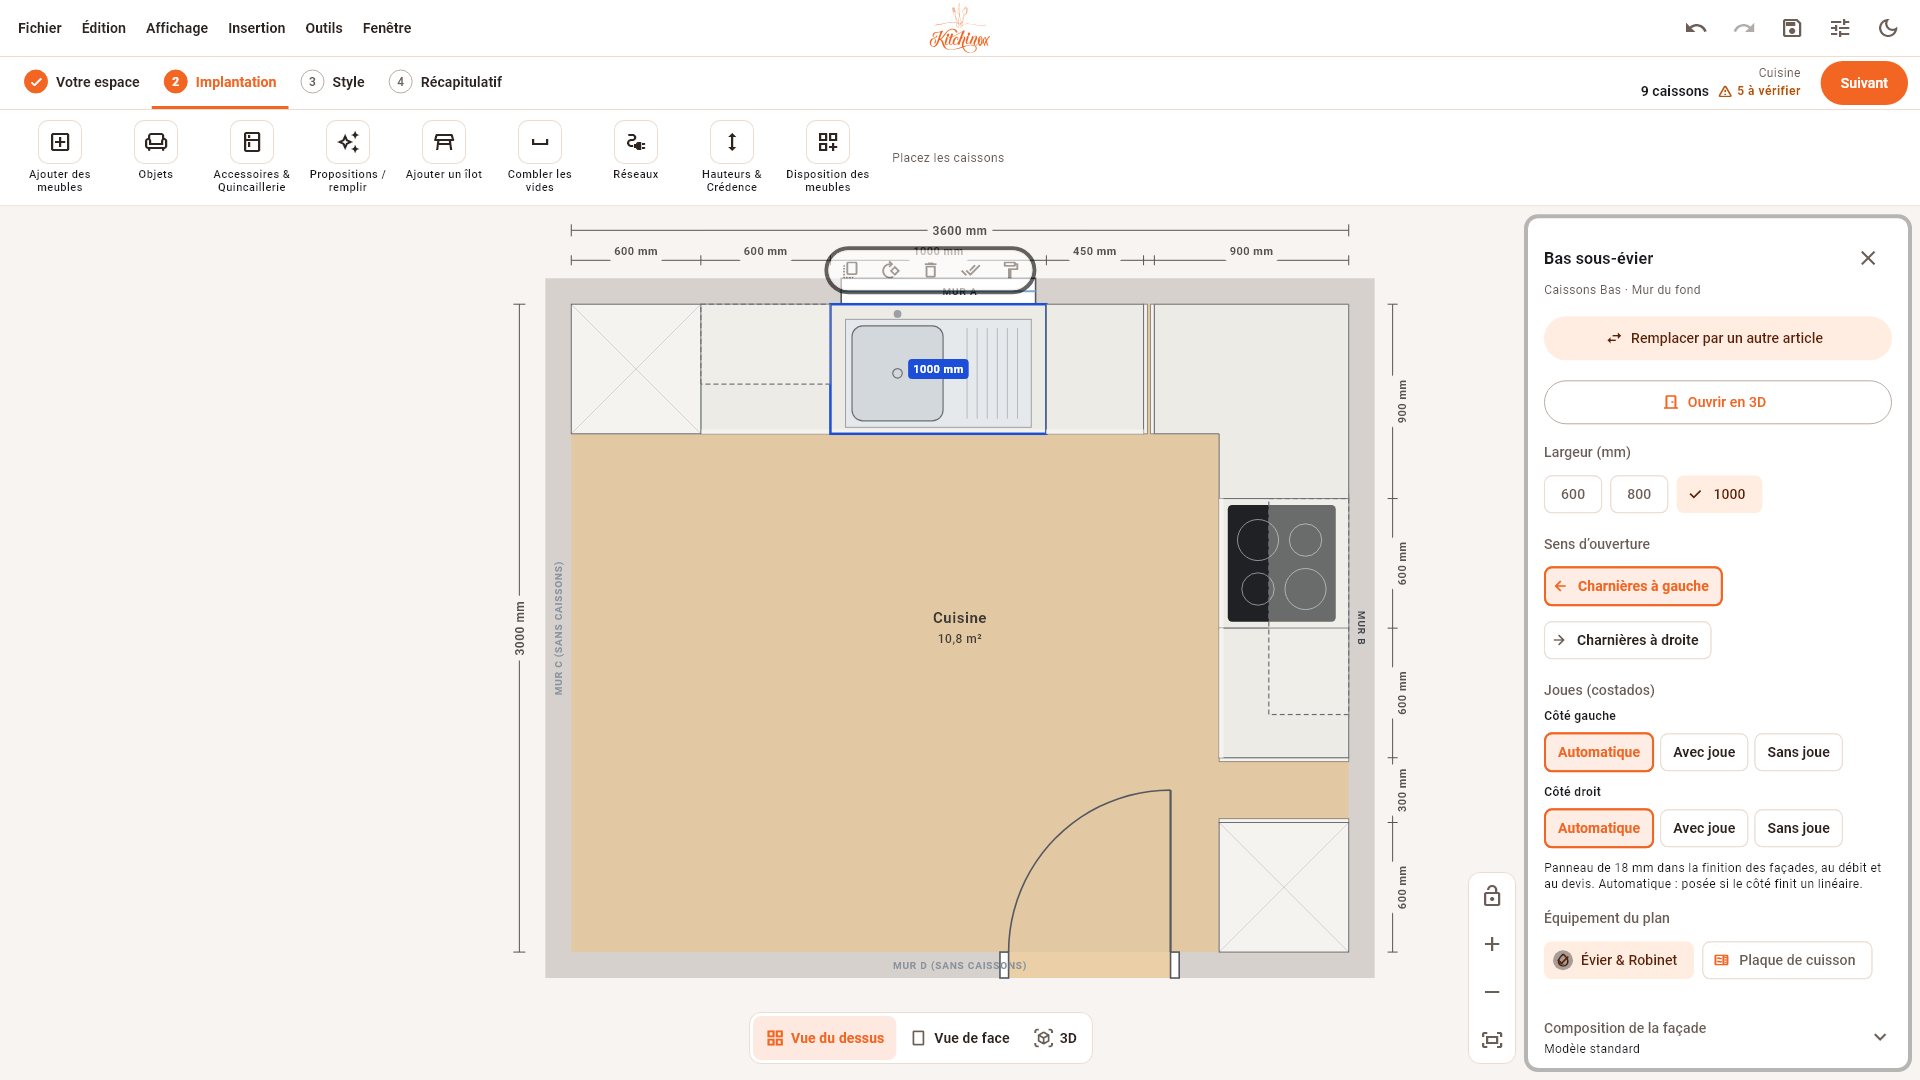 Fichier Édition Affichage Insertion Outils Fenêtre
Kitchinox
Votre espace 2 Implantation 3 Style 4 Récapitulatif
Cuisine
9 caissons 5 à vérifier
Suivant
Ajouter des meubles
Objets
Accessoires & Quincaillerie
Propositions / remplir
Ajouter un îlot
Combler les vides
Réseaux
Hauteurs & Crédence
Disposition des meubles
Placez les caissons
3600 mm
600 mm 600 mm 1000 mm 450 mm 900 mm
MUR A
1000 mm
900 mm
600 mm
600 mm
300 mm
600 mm
3000 mm
MUR C (SANS CAISSONS)
MUR B
Cuisine
10,8 m²
MUR D (SANS CAISSONS)
Vue du dessus Vue de face 3D
Bas sous-évier
Caissons Bas · Mur du fond
Remplacer par un autre article
Ouvrir en 3D
Largeur (mm)
600 800 1000
Sens d’ouverture
Charnières à gauche
Charnières à droite
Joues (costados)
Côté gauche
Automatique Avec joue Sans joue
Côté droit
Automatique Avec joue Sans joue
Panneau de 18 mm dans la finition des façades, au débit et
au devis. Automatique : posée si le côté finit un linéaire.
Équipement du plan
Évier & Robinet Plaque de cuisson
Composition de la façade
Modèle standard